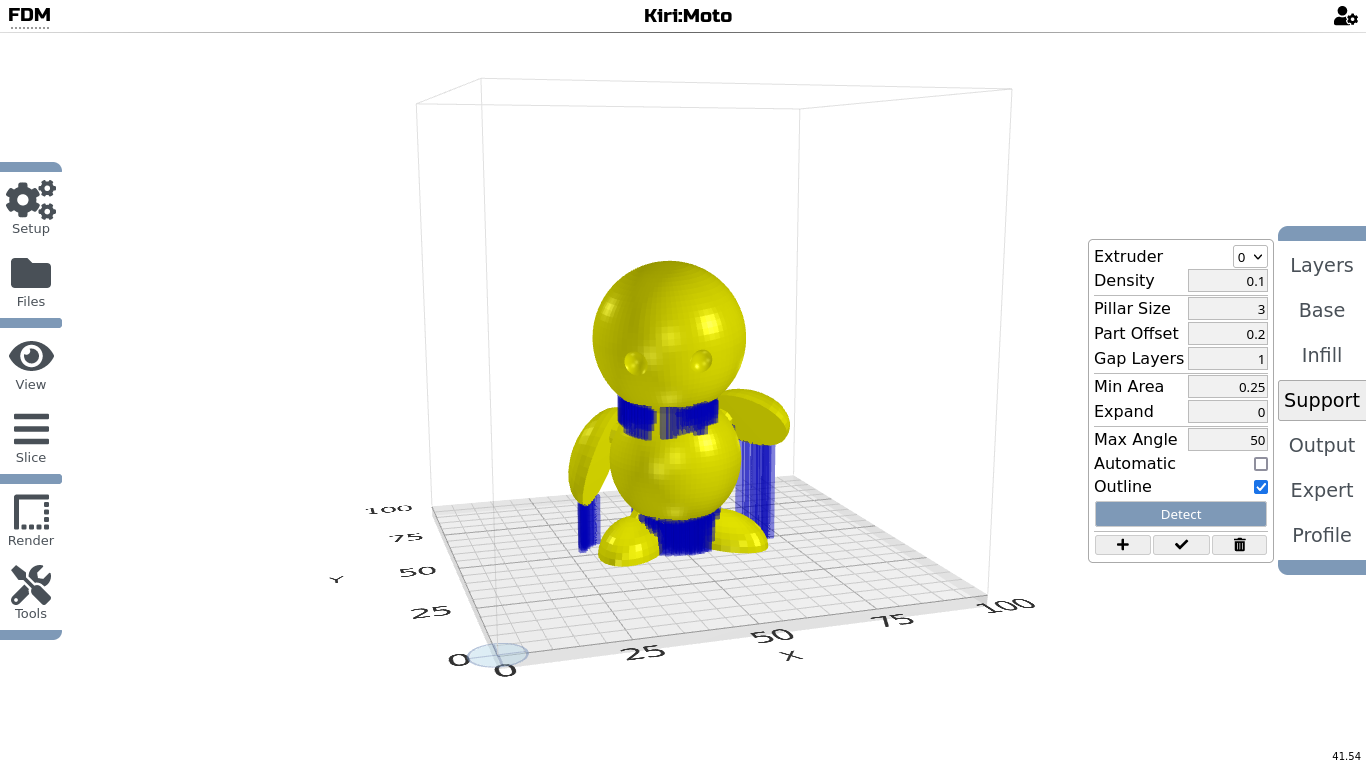 FDM
Kiri:Moto
Setup
Files
View
Slice
Render
Tools
100
75
50
25
0
Y
0
25
50
75
100
X
Extruder 0
Density 0.1
Pillar Size 3
Part Offset 0.2
Gap Layers 1
Min Area 0.25
Expand 0
Max Angle 50
Automatic
Outline
Detect
Layers
Base
Infill
Support
Output
Expert
Profile
41.54